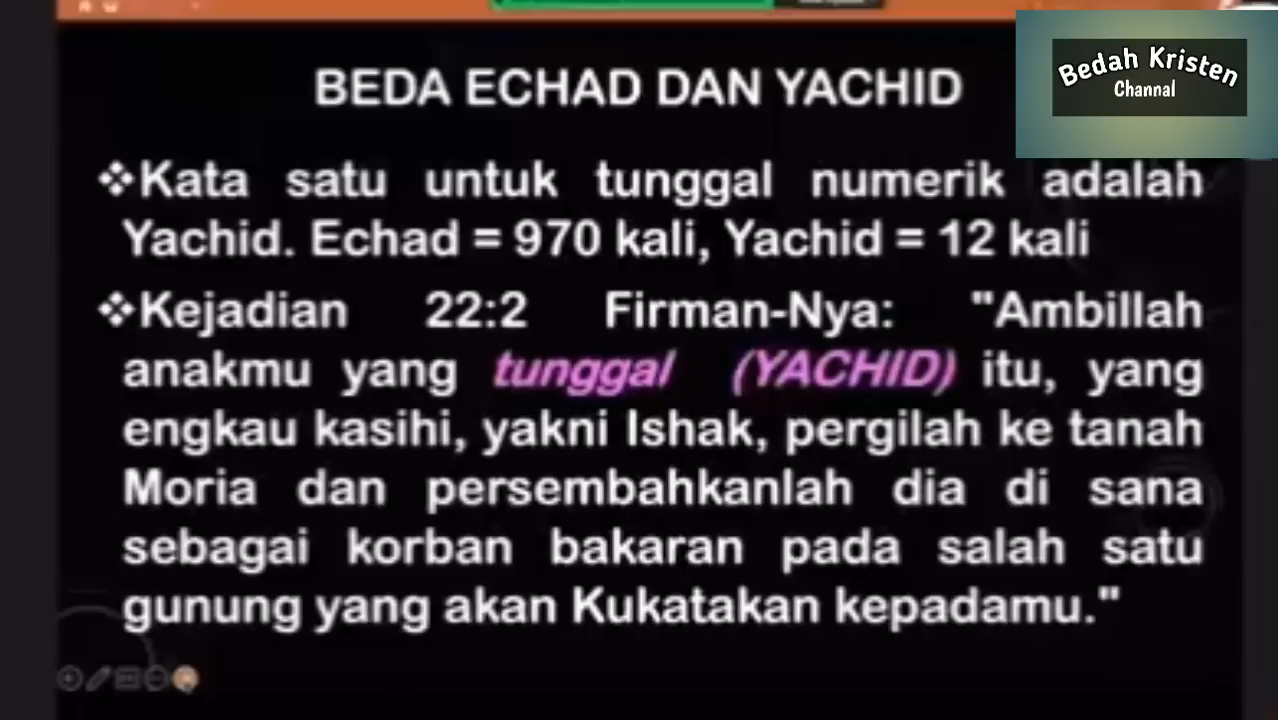 Bedah Kristen
Channal
BEDA ECHAD DAN YACHID
❖Kata satu untuk tunggal numerik adalah
Yachid. Echad = 970 kali, Yachid = 12 kali
❖Kejadian 22:2 Firman-Nya: "Ambillah
anakmu yang tunggal (YACHID) itu, yang
engkau kasihi, yakni Ishak, pergilah ke tanah
Moria dan persembahkanlah dia di sana
sebagai korban bakaran pada salah satu
gunung yang akan Kukatakan kepadamu."